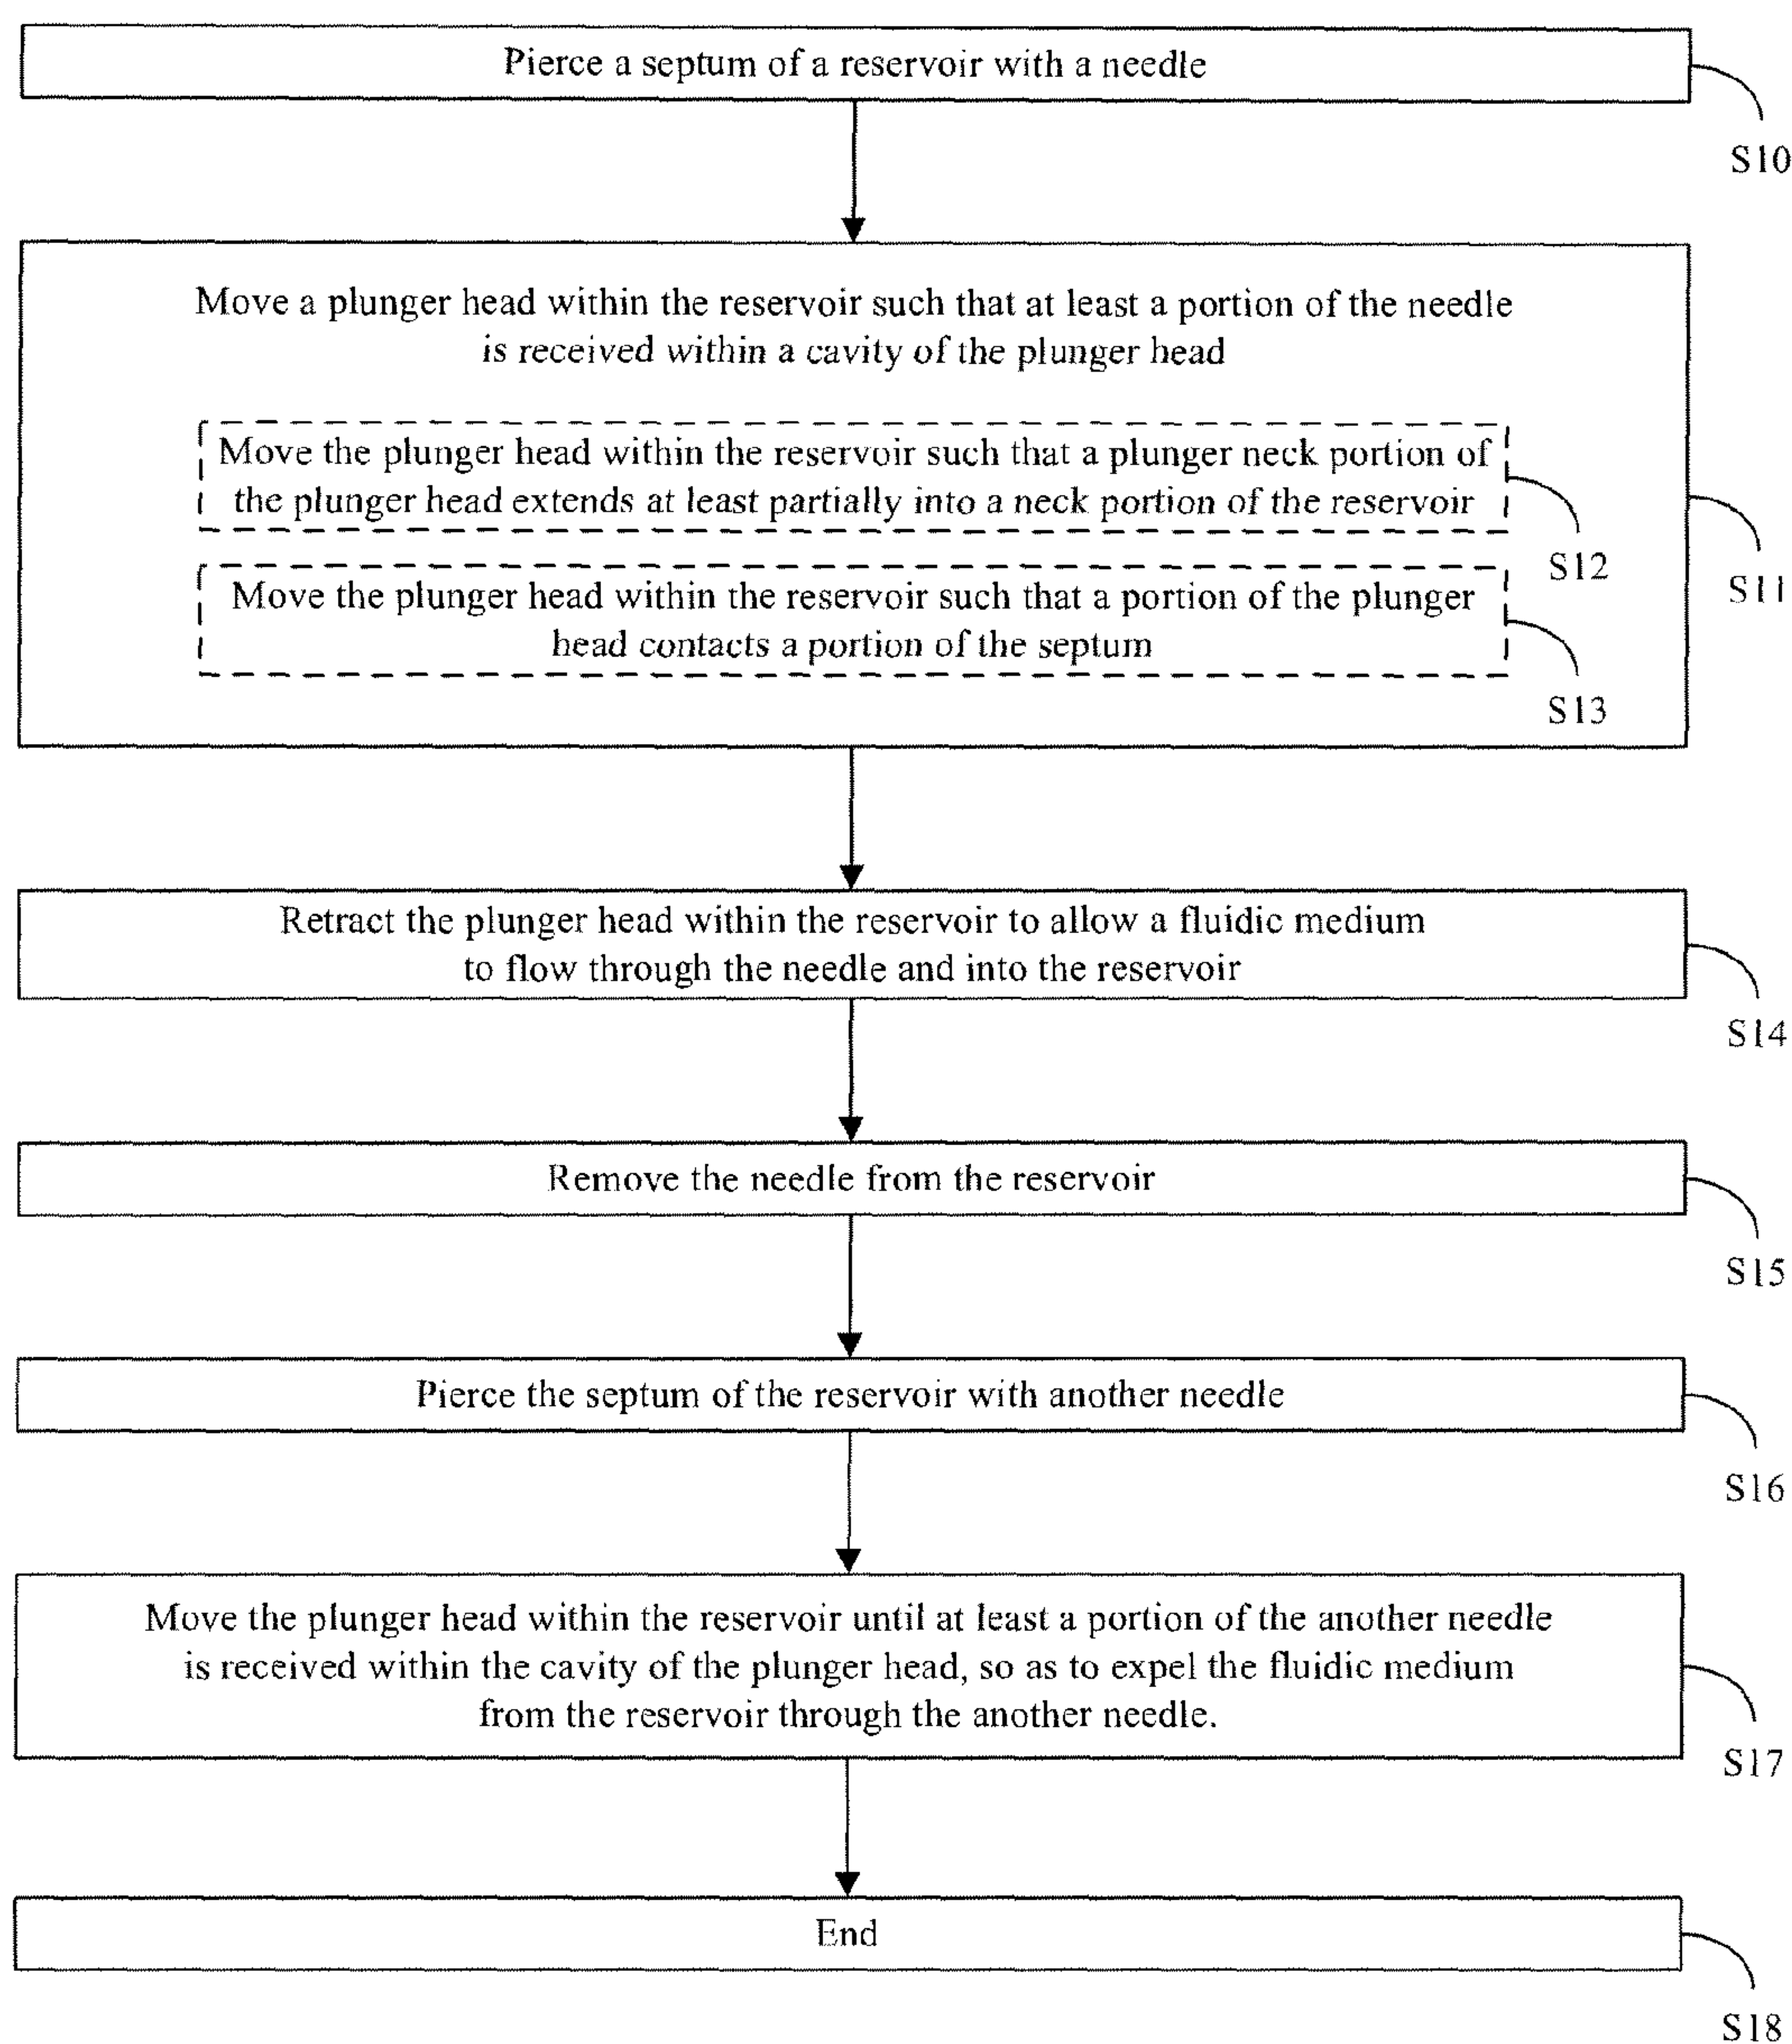 Pierce a septum of a reservoir with a needle
S10
Move a plunger head within the reservoir such that at least a portion of the needle
is received within a cavity of the plunger head
Move the plunger head within the reservoir such that a plunger neck portion of
the plunger head extends at least partially into a neck portion of the reservoir
S12
S11
Move the plunger head within the reservoir such that a portion of the plunger
head contacts a portion of the septum
S13
Retract the plunger head within the reservoir to allow a fluidic medium
to flow through the needle and into the reservoir
S14
Remove the needle from the reservoir
S15
Pierce the septum of the reservoir with another needle
S16
Move the plunger head within the reservoir until at least a portion of the another needle
is received within the cavity of the plunger head, so as to expel the fluidic medium
from the reservoir through the another needle.
S17
End
S18